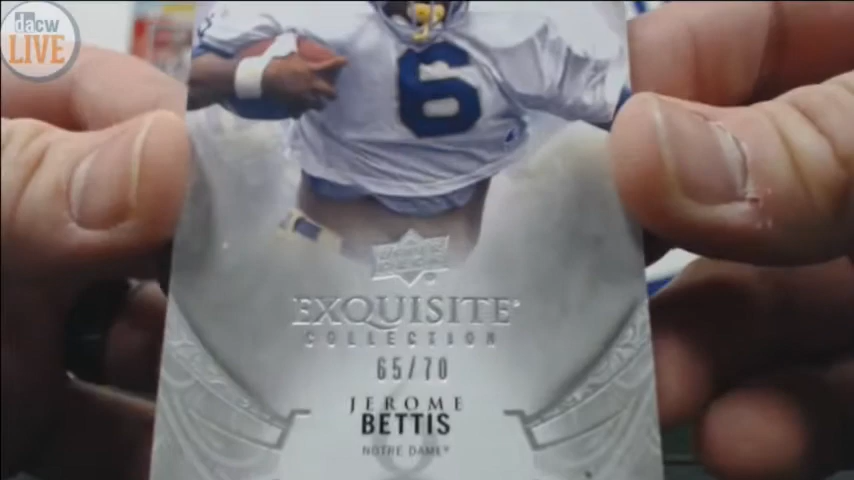 dacw
LIVE
6
UPPER DECK
EXQUISITE
COLLECTION
65/70
JEROME
BETTIS
NOTRE DAME®